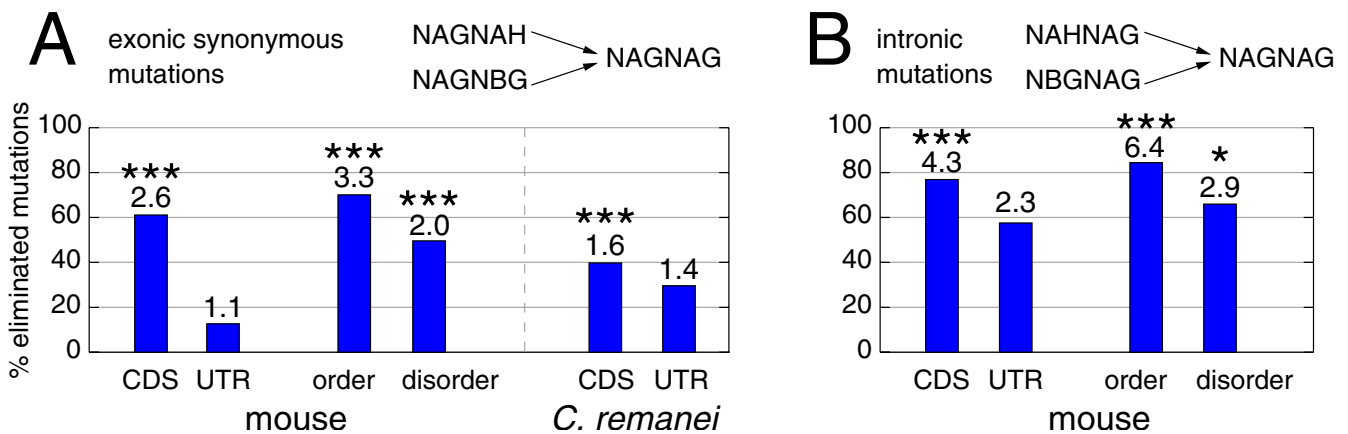 A
exonic synonymous
mutations
NAGNAH
NAGNBG
NAGNAG
% eliminated mutations
100
80
60
40
20
0
***
2.6
1.1
***
3.3
***
2.0
***
1.6
1.4
CDS UTR order disorder CDS UTR
mouse C. remanei
B
intronic
mutations
NAHNAG
NBGNAG
NAGNAG
100
80
60
40
20
0
***
4.3
2.3
***
6.4
*
2.9
CDS UTR order disorder
mouse